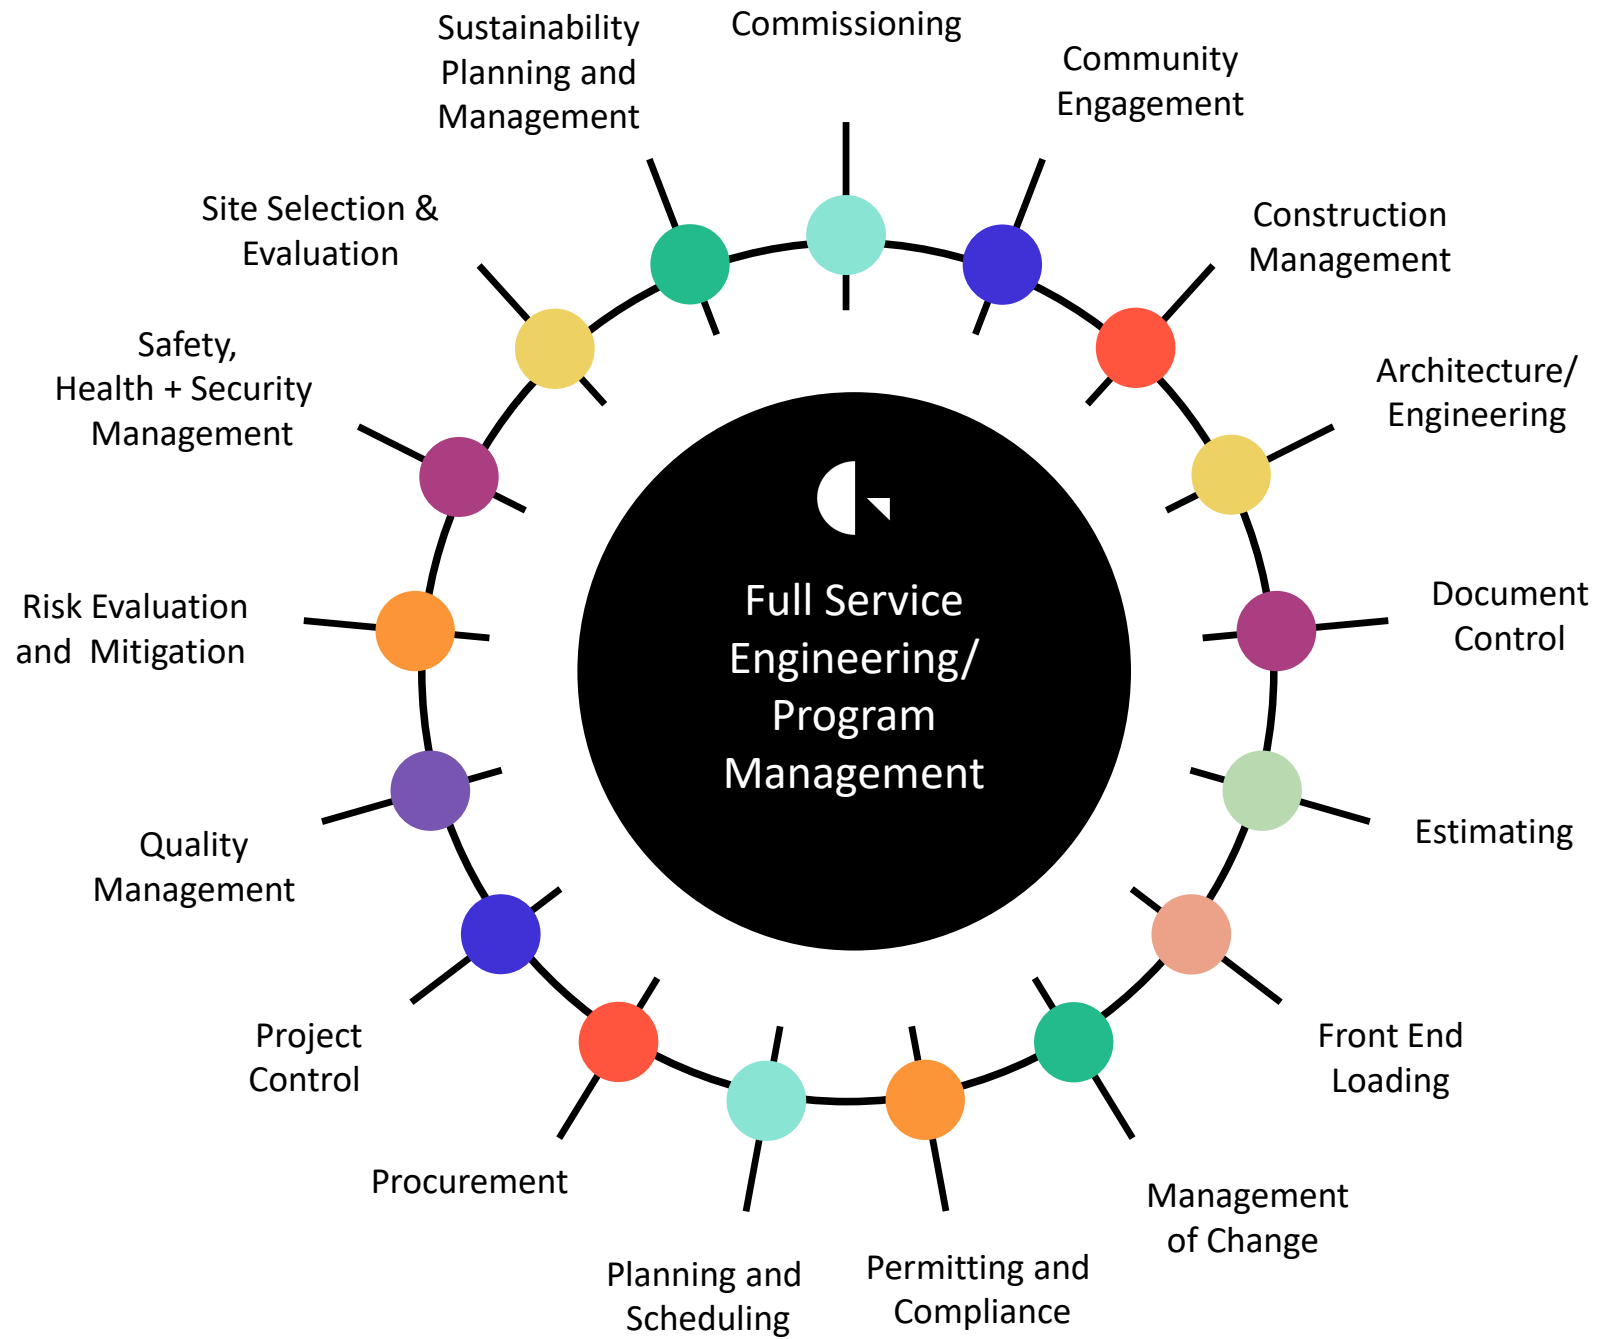 Commissioning
Community
Engagement
Construction
Management
Architecture/
Engineering
Document
Control
Estimating
Front End
Loading
Management
of Change
Permitting and
Compliance
Planning and
Scheduling
Procurement
Project
Control
Quality
Management
Risk Evaluation
and  Mitigation
Safety,
Health + Security
Management
Site Selection &
Evaluation
Sustainability
Planning and
Management
Full Service
Engineering/
Program
Management